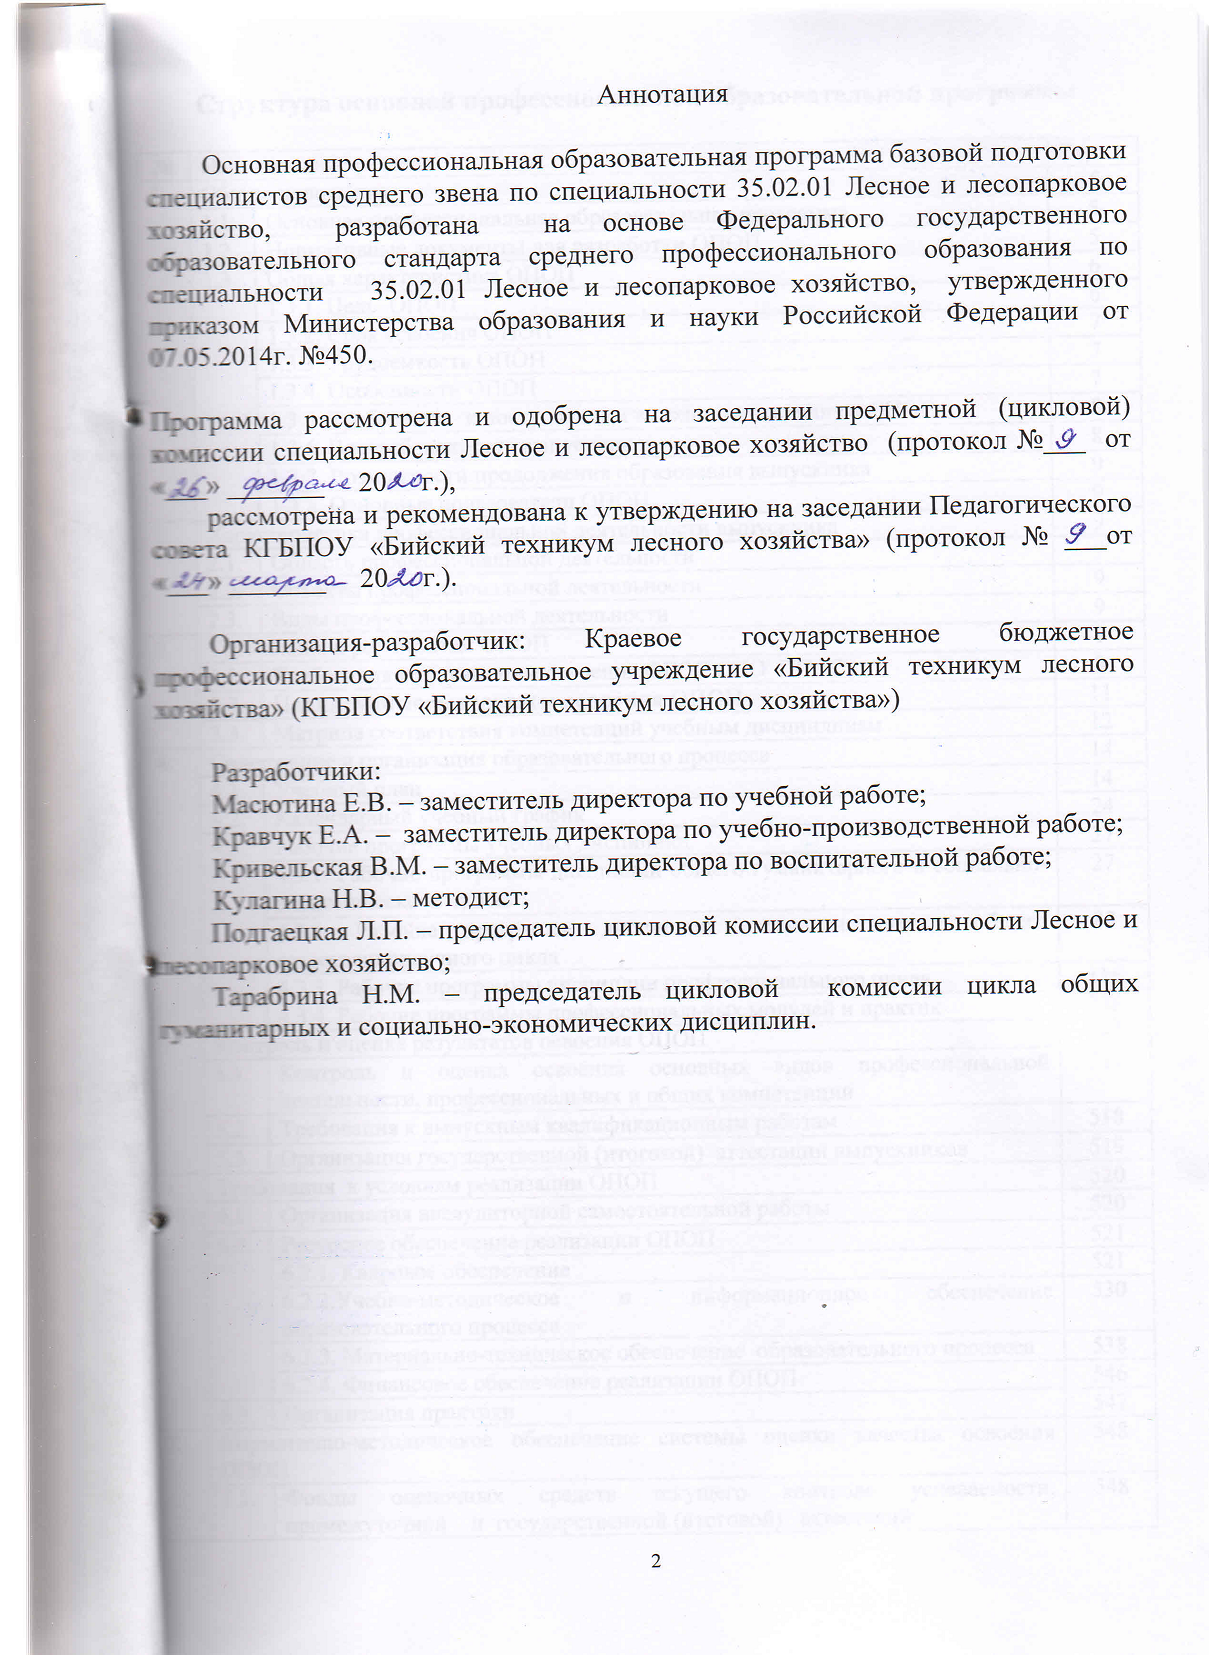 Аннотация
Основная профессиональная образовательная программа базовой подготовки
специалистов среднего звена по специальности 35.02.01 Лесное и лесопарковое
хозяйство, разработана на основе Федерального государственного
образовательного стандарта среднего профессионального образования по
специальности 35.02.01 Лесное и лесопарковое хозяйство, утвержденного
приказом Министерства образования и науки Российской Федерации от
07.05.2014г. №450.
Программа рассмотрена и одобрена на заседании предметной (цикловой)
комиссии специальности Лесное и лесопарковое хозяйство (протокол № 9 от
«26» февраля 2020г.),
рассмотрена и рекомендована к утверждению на заседании Педагогического
совета КГБПОУ «Бийский техникум лесного хозяйства» (протокол № 9 от
«24» марта 2020г.).
Организация-разработчик: Краевое государственное бюджетное
профессиональное образовательное учреждение «Бийский техникум лесного
хозяйства» (КГБПОУ «Бийский техникум лесного хозяйства»)
Разработчики:
Масютина Е.В. – заместитель директора по учебной работе;
Кравчук Е.А. – заместитель директора по учебно-производственной работе;
Кривельская В.М. – заместитель директора по воспитательной работе;
Кулагина Н.В. – методист;
Подгаецкая Л.П. – председатель цикловой комиссии специальности Лесное и
лесопарковое хозяйство;
Тарабрина Н.М. – председатель цикловой комиссии цикла общих
гуманитарных и социально-экономических дисциплин.
2